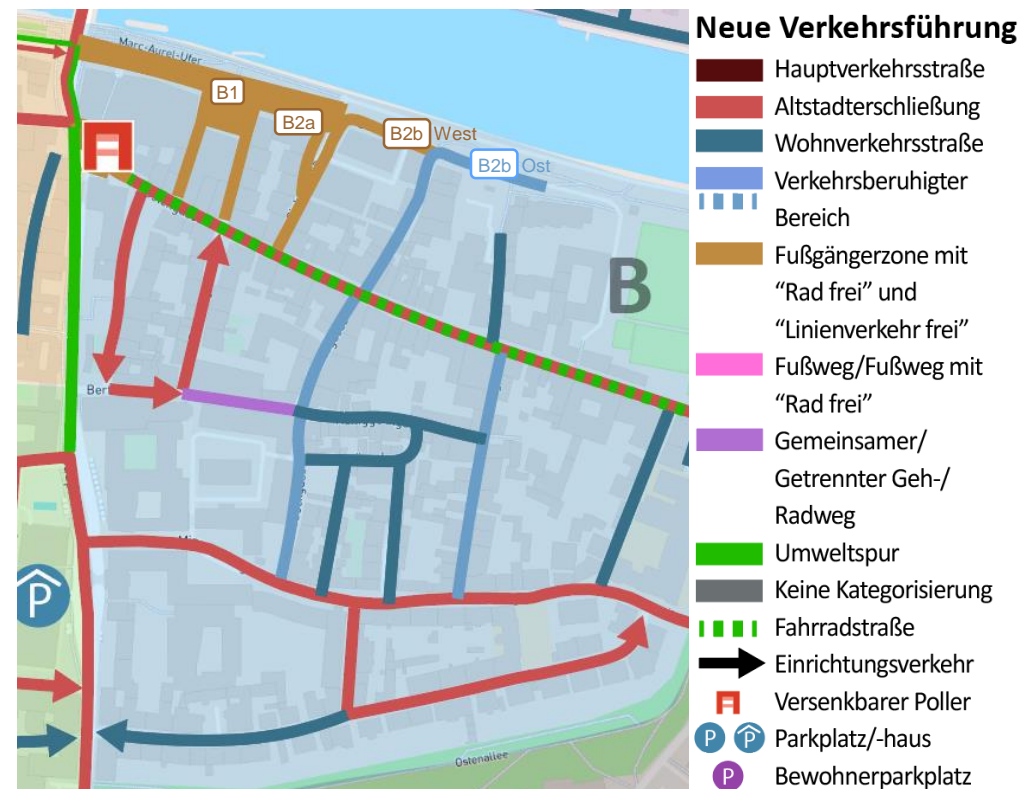 Neue Verkehrsführung
Hauptverkehrsstraße
Altstadterschließung
Wohnverkehrsstraße
Verkehrsberuhigter
Bereich
Fußgängerzone mit
“Rad frei” und
“Linienverkehr frei”
Fußweg/Fußweg mit
“Rad frei”
Gemeinsamer/
Getrennter Geh-/
Radweg
Umweltspur
Keine Kategorisierung
Fahrradstraße
Einrichtungsverkehr
Versenkbarer Poller
P P Parkplatz/-haus
P Bewohnerparkplatz
Marc-Aurel-Ufer
B1
B2a
B2b West
B2b Ost
B
Ber
P
Ostenallee